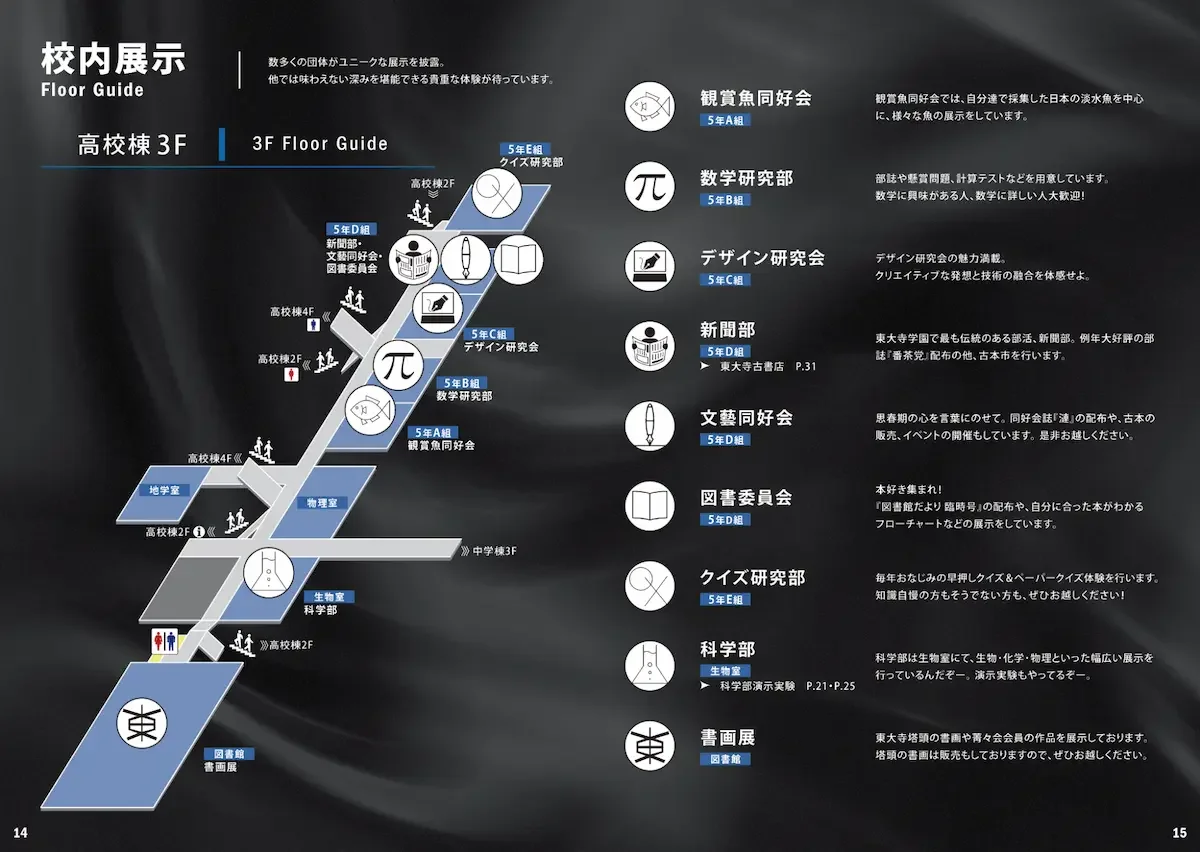 校内展示
Floor Guide
数多くの団体がユニークな展示を披露。
他では味わえない深みを堪能できる貴重な体験が待っています。
高校棟3F
3F Floor Guide
5年E組
クイズ研究部
高校棟2F
5年D組
新聞部・
文藝同好会・
図書委員会
高校棟4F
5年C組
デザイン研究会
高校棟2F
5年B組
数学研究部
5年A組
観賞魚同好会
高校棟4F
地学室
物理室
高校棟2F
中学棟3F
生物室
科学部
高校棟2F
図書館
書画展
14
観賞魚同好会
5年A組
観賞魚同好会では、自分達で採集した日本の淡水魚を中心
に、様々な魚の展示をしています。
数学研究部
5年B組
部誌や懸賞問題、計算テストなどを用意しています。
数学に興味がある人、数学に詳しい人大歓迎!
デザイン研究会
5年C組
デザイン研究会の魅力満載。
クリエイティブな発想と技術の融合を体感せよ。
新聞部
5年D組
➤ 東大寺古書店 P.31
東大寺学園で最も伝統のある部活、新聞部。例年大好評の部
誌『番茶党』配布の他、古本市を行います。
文藝同好会
5年D組
思春期の心を言葉にのせて。同好会誌『漣』の配布や、古本の
販売、イベントの開催もしています。是非お越しください。
図書委員会
5年D組
本好き集まれ!
『図書館だより 臨時号』の配布や、自分に合った本がわかる
フローチャートなどの展示をしています。
クイズ研究部
5年E組
毎年おなじみの早押しクイズ&ペーパークイズ体験を行います。
知識自慢の方もそうでない方も、ぜひお越しください!
科学部
生物室
➤ 科学部演示実験 P.21・P.25
科学部は生物室にて、生物・化学・物理といった幅広い展示を
行っているんだぞー。演示実験もやってるぞー。
書画展
図書館
東大寺塔頭の書画や菁々会会員の作品を展示しております。
塔頭の書画は販売もしておりますので、ぜひお越しください。
15